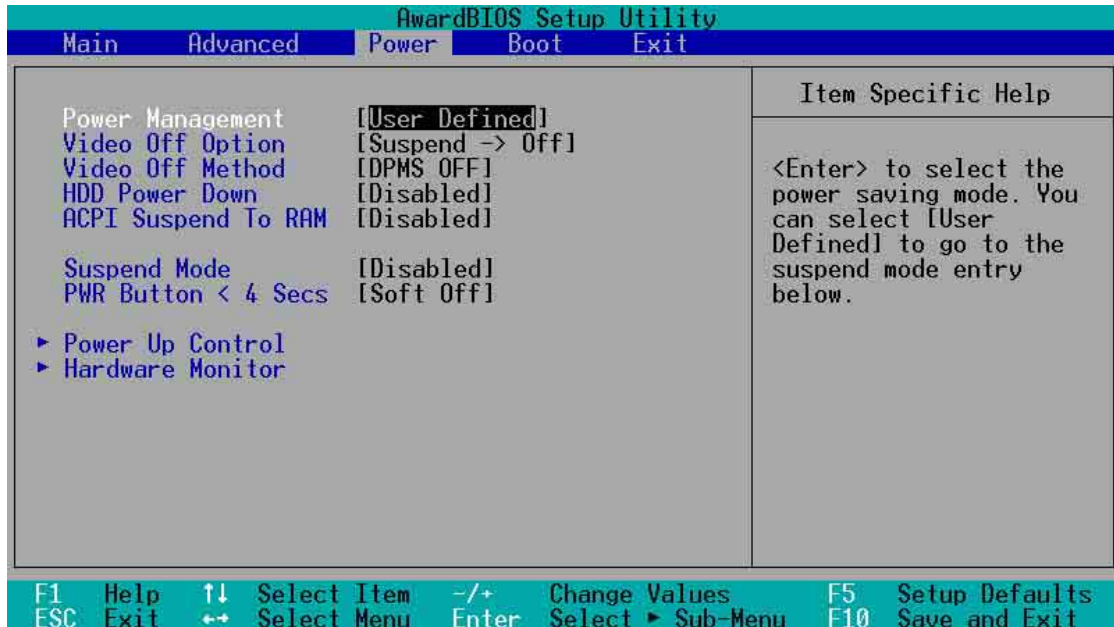 AwardBIOS Setup Utility
Main Advanced Power Boot Exit
Power Management [User Defined]
Video Off Option [Suspend -> Off]
Video Off Method [DPMS OFF]
HDD Power Down [Disabled]
ACPI Suspend To RAM [Disabled]
Suspend Mode [Disabled]
PWR Button < 4 Secs [Soft Off]
► Power Up Control
► Hardware Monitor
Item Specific Help
<Enter> to select the
power saving mode. You
can select [User
Defined] to go to the
suspend mode entry
below.
F1 Help ↑↓ Select Item -/+ Change Values F5 Setup Defaults
ESC Exit ←→ Select Menu Enter Select ► Sub-Menu F10 Save and Exit